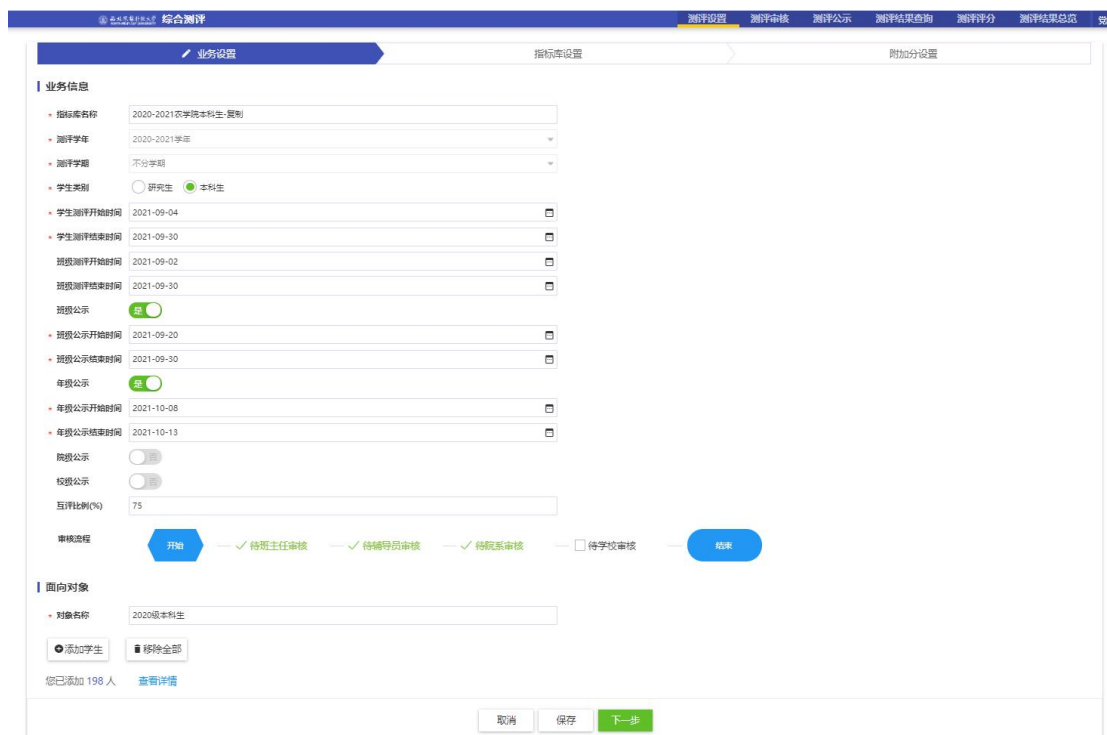 综合测评
测评设置 测评审核 测评公示 测评结果查询 测评评分 测评结果总览 党
业务设置 指标库设置 附加分设置
业务信息
* 指标库名称 2020-2021农学院本科生-复制
* 测评学年 2020-2021学年
* 测评学期 不分学期
* 学生类别 研究生 本科生
* 学生测评开始时间 2021-09-04
* 学生测评结束时间 2021-09-30
班级测评开始时间 2021-09-02
班级测评结束时间 2021-09-30
班级公示 是
* 班级公示开始时间 2021-09-20
* 班级公示结束时间 2021-09-30
年级公示 是
* 年级公示开始时间 2021-10-08
* 年级公示结束时间 2021-10-13
院级公示 否
校级公示 否
互评比例(%) 75
审核流程 开始 待班主任审核 待辅导员审核 待院系审核 待学校审核 结束
面向对象
* 对象名称 2020级本科生
添加学生 移除全部
您已添加 198 人 查看详情
取消 保存 下一步